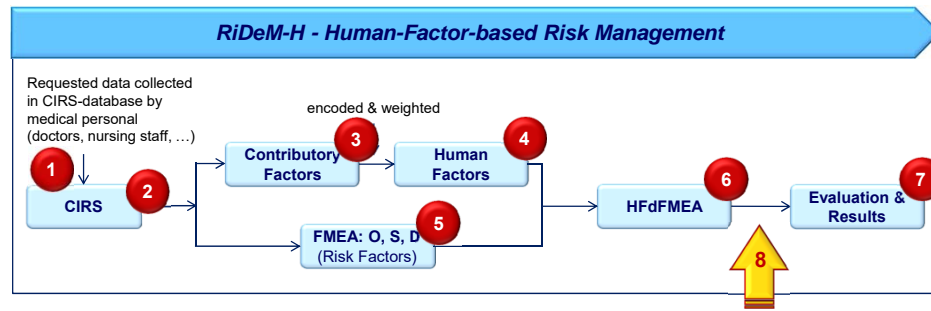 RiDeM-H - Human-Factor-based Risk Management
Requested data collected
in CIRS-database by
medical personal
(doctors, nursing staff, …)
encoded & weighted
1
CIRS
2
Contributory
Factors
3
Human
Factors
4
FMEA: O, S, D
(Risk Factors)
5
HFdFMEA
6
Evaluation &
Results
7
8